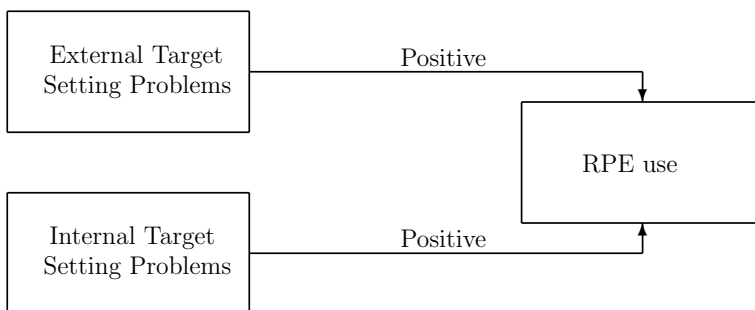 External Target
Setting Problems
Positive
RPE use
Internal Target
Setting Problems
Positive